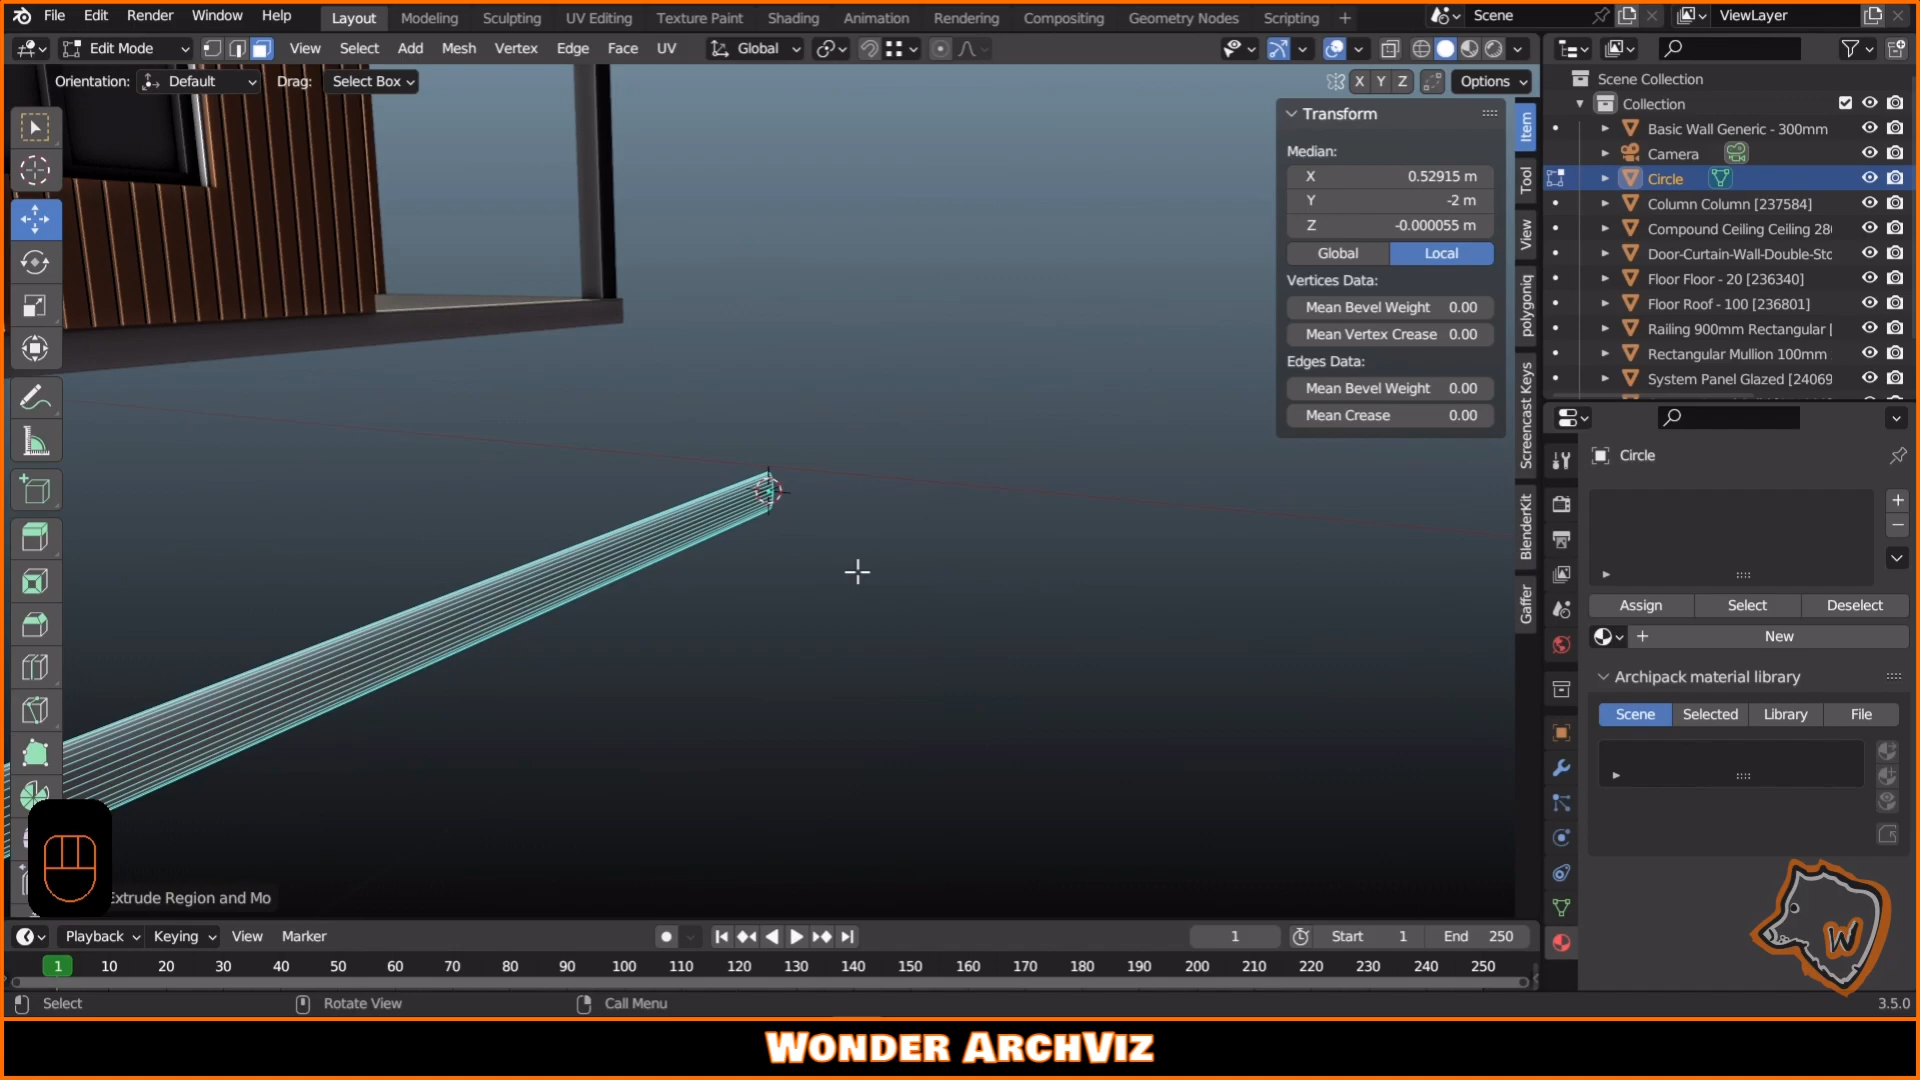 File Edit Render Window Help Layout Modeling Sculpting UV Editing Texture Paint Shading Animation Rendering Compositing Geometry Nodes Scripting + Scene ViewLayer
Edit Mode View Select Add Mesh Vertex Edge Face UV Global
Orientation: Default Drag: Select Box X Y Z Options
Transform
Median:
X 0.52915 m
Y -2 m
Z -0.000055 m
Global Local
Vertices Data:
Mean Bevel Weight 0.00
Mean Vertex Crease 0.00
Edges Data:
Mean Bevel Weight 0.00
Mean Crease 0.00
Item
Tool
View
polygoniq
Screencast Keys
BlenderKit
Gaffer
Scene Collection
Collection
Basic Wall Generic - 300mm
Camera
Circle
Column Column [237584]
Compound Ceiling Ceiling 28
Door-Curtain-Wall-Double-Sto
Floor Floor - 20 [236340]
Floor Roof - 100 [236801]
Railing 900mm Rectangular [
Rectangular Mullion 100mm
System Panel Glazed [24069
Circle
Assign Select Deselect
New
Archipack material library
Scene Selected Library File
Extrude Region and Mo
Playback Keying View Marker 1 Start 1 End 250
1 10 20 30 40 50 60 70 80 90 100 110 120 130 140 150 160 170 180 190 200 210 220 230 240 250
Select Rotate View Call Menu 3.5.0
W
WONDER ARCHVIZ